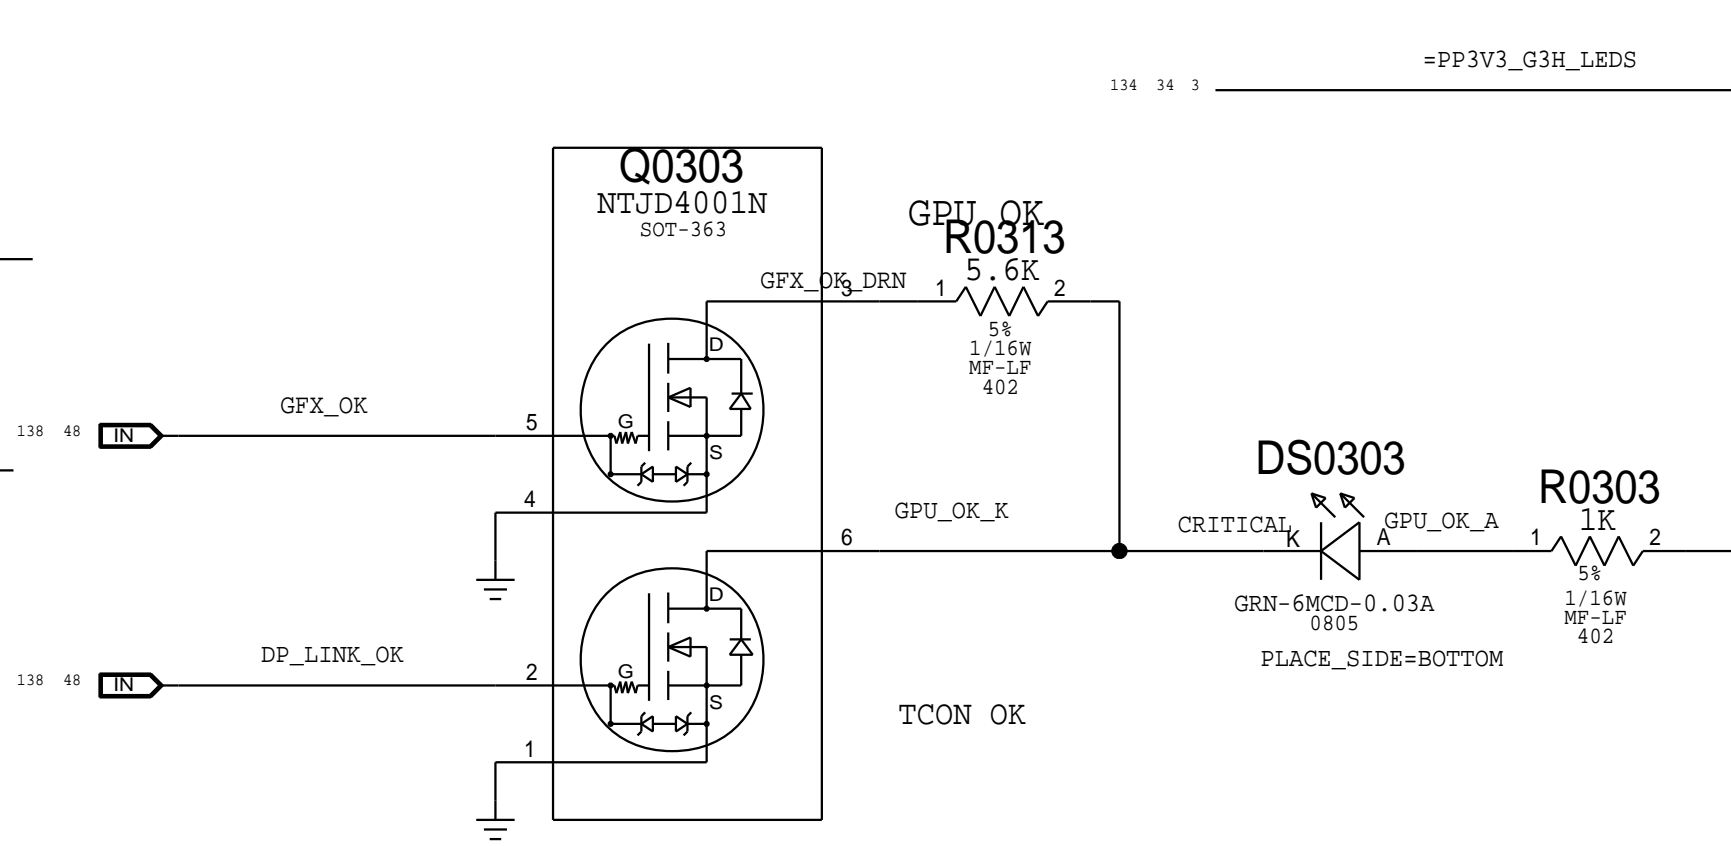 =PP3V3_G3H_LEDS
134 34 3
Q0303
NTJD4001N
SOT-363
GPU OK
R0313
5.6K
GFX_OK_DRN
3
1
2
5%
1/16W
MF-LF
402
D
GFX_OK
5
G
138 48
IN
S
4
DS0303
R0303
1K
GPU_OK_K
6
CRITICAL
K
A
GPU_OK_A
1
2
5%
1/16W
MF-LF
402
GRN-6MCD-0.03A
0805
PLACE_SIDE=BOTTOM
D
DP_LINK_OK
2
G
138 48
IN
S
TCON OK
1